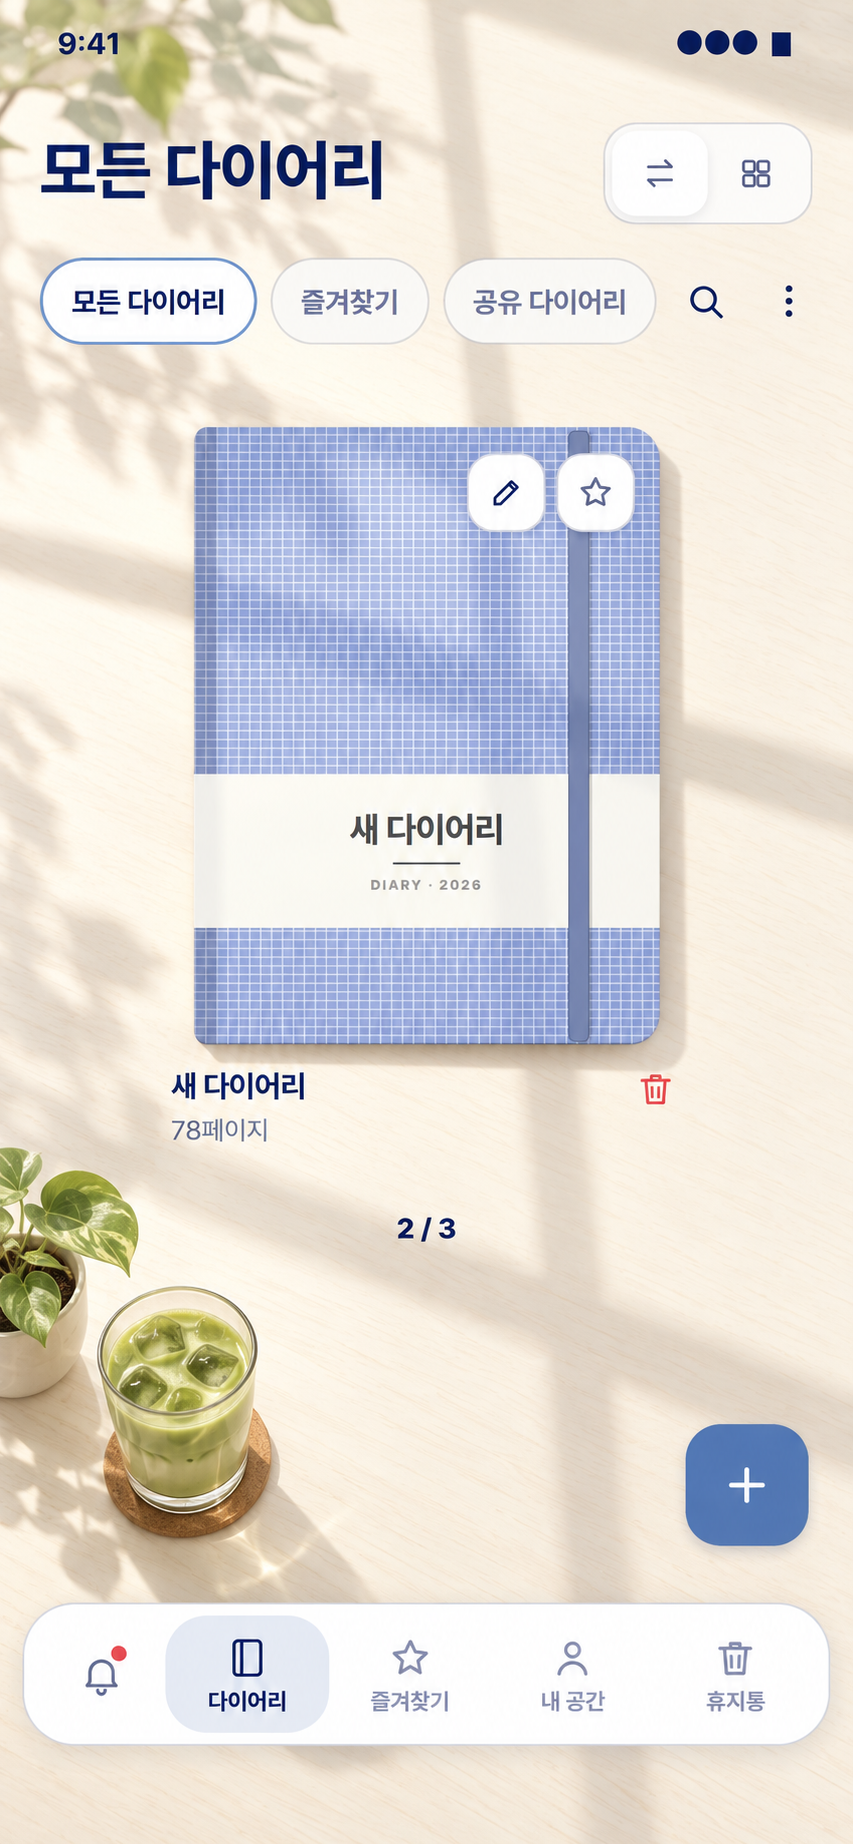 9:41
모든 다이어리
모든 다이어리
즐겨찾기
공유 다이어리
새 다이어리
DIARY · 2026
새 다이어리
78페이지
2 / 3
다이어리
즐겨찾기
내 공간
휴지통